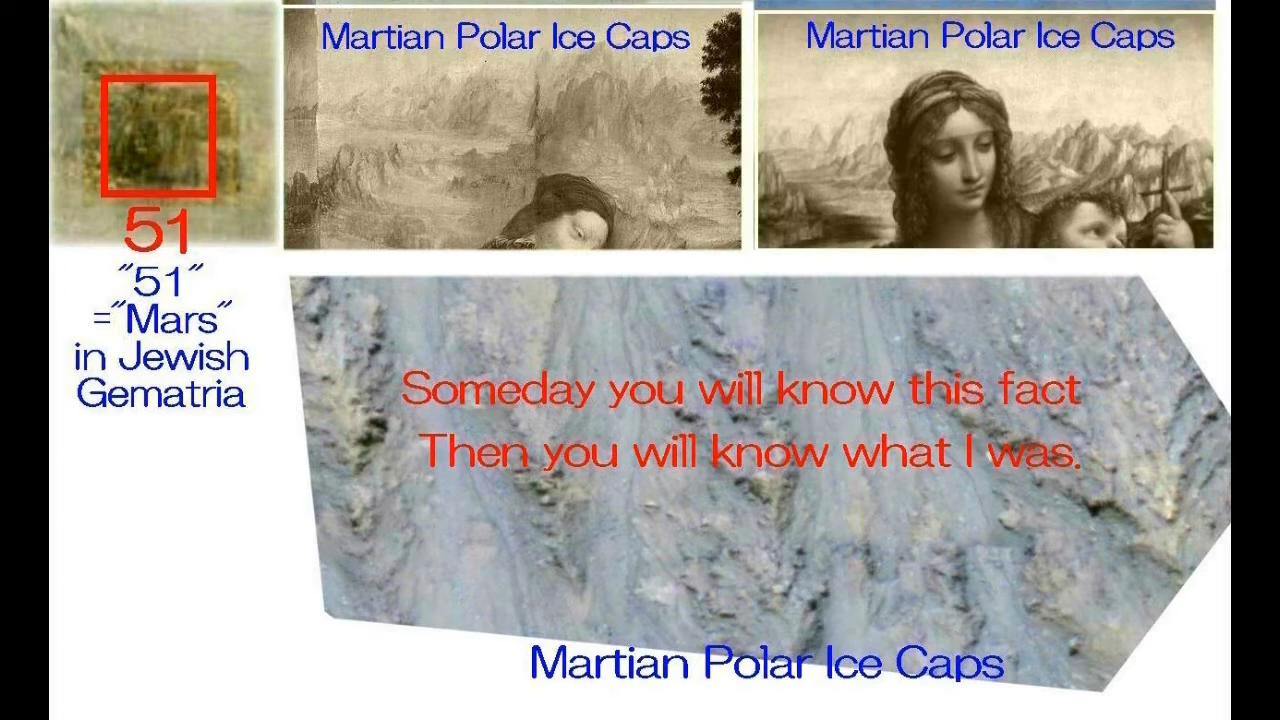 Martian Polar Ice Caps
Martian Polar Ice Caps
51
"51"
="Mars"
in Jewish
Gematria
Someday you will know this fact
Then you will know what I was.
Martian Polar Ice Caps